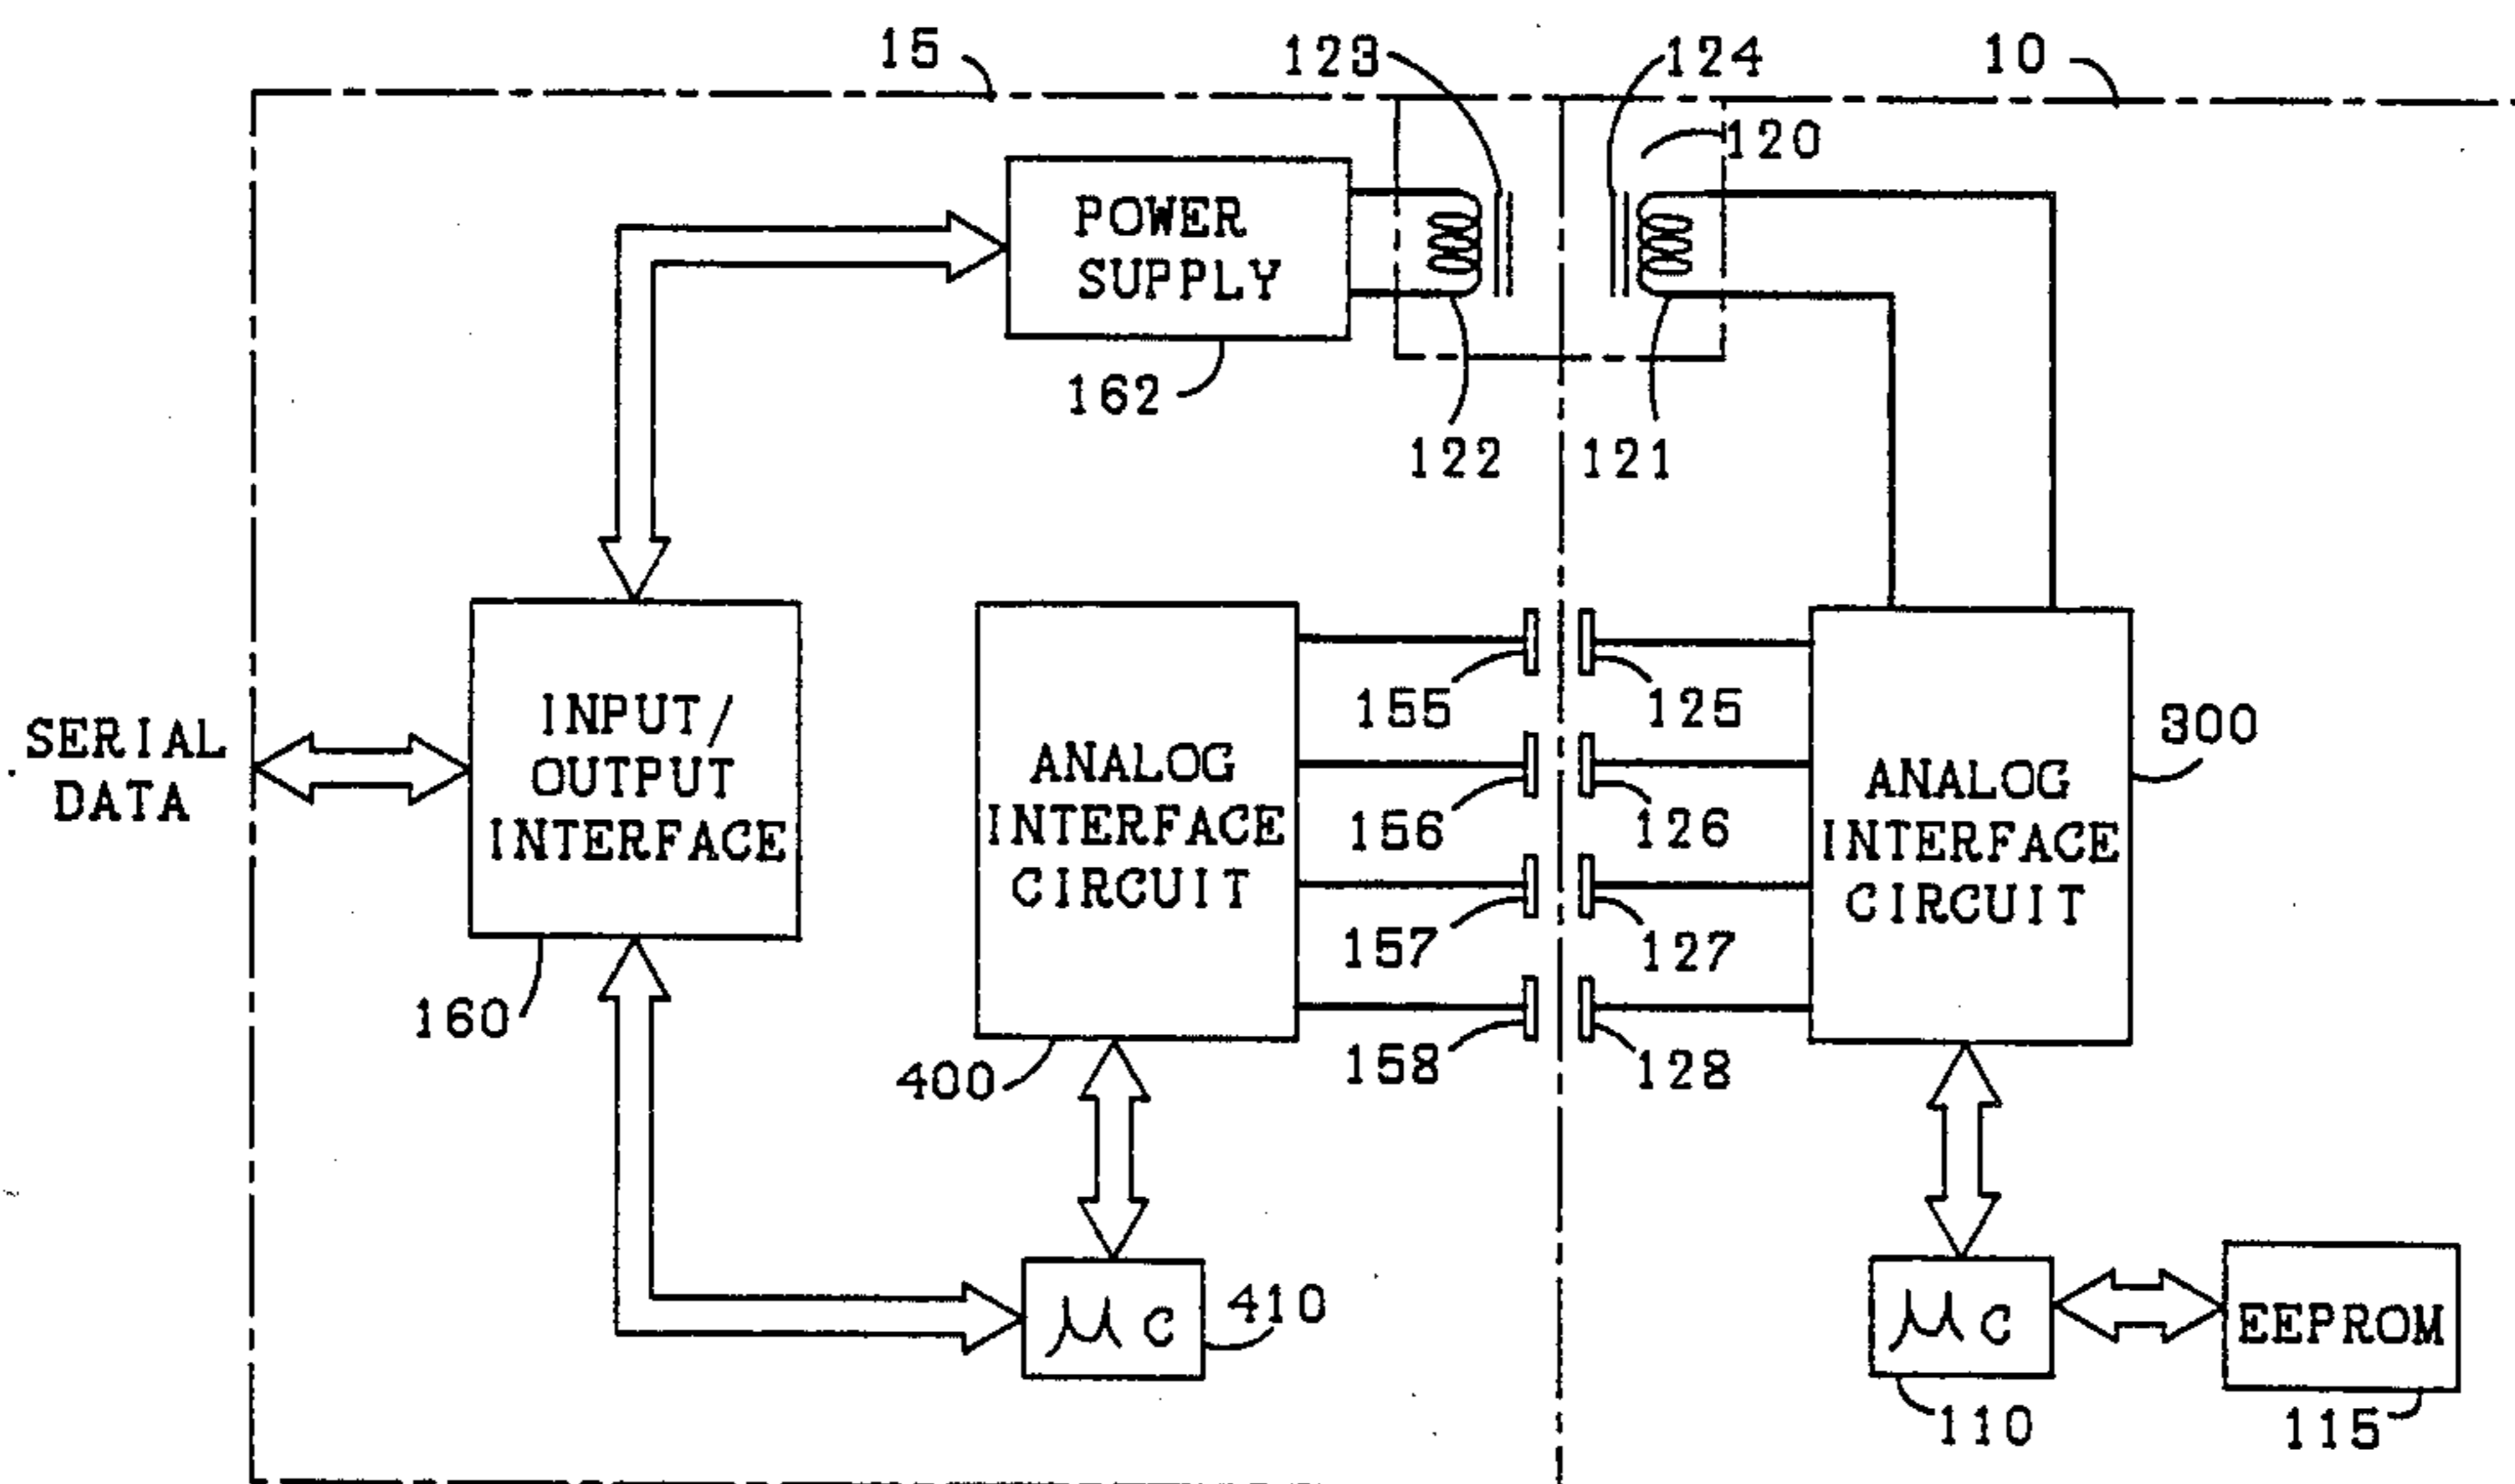 15
123
124
10
120
POWER
SUPPLY
162
122
121
SERIAL
DATA
INPUT/
OUTPUT
INTERFACE
160
ANALOG
INTERFACE
CIRCUIT
400
155
125
156
126
157
127
158
128
ANALOG
INTERFACE
CIRCUIT
300
μC
410
μC
110
EEPROM
115